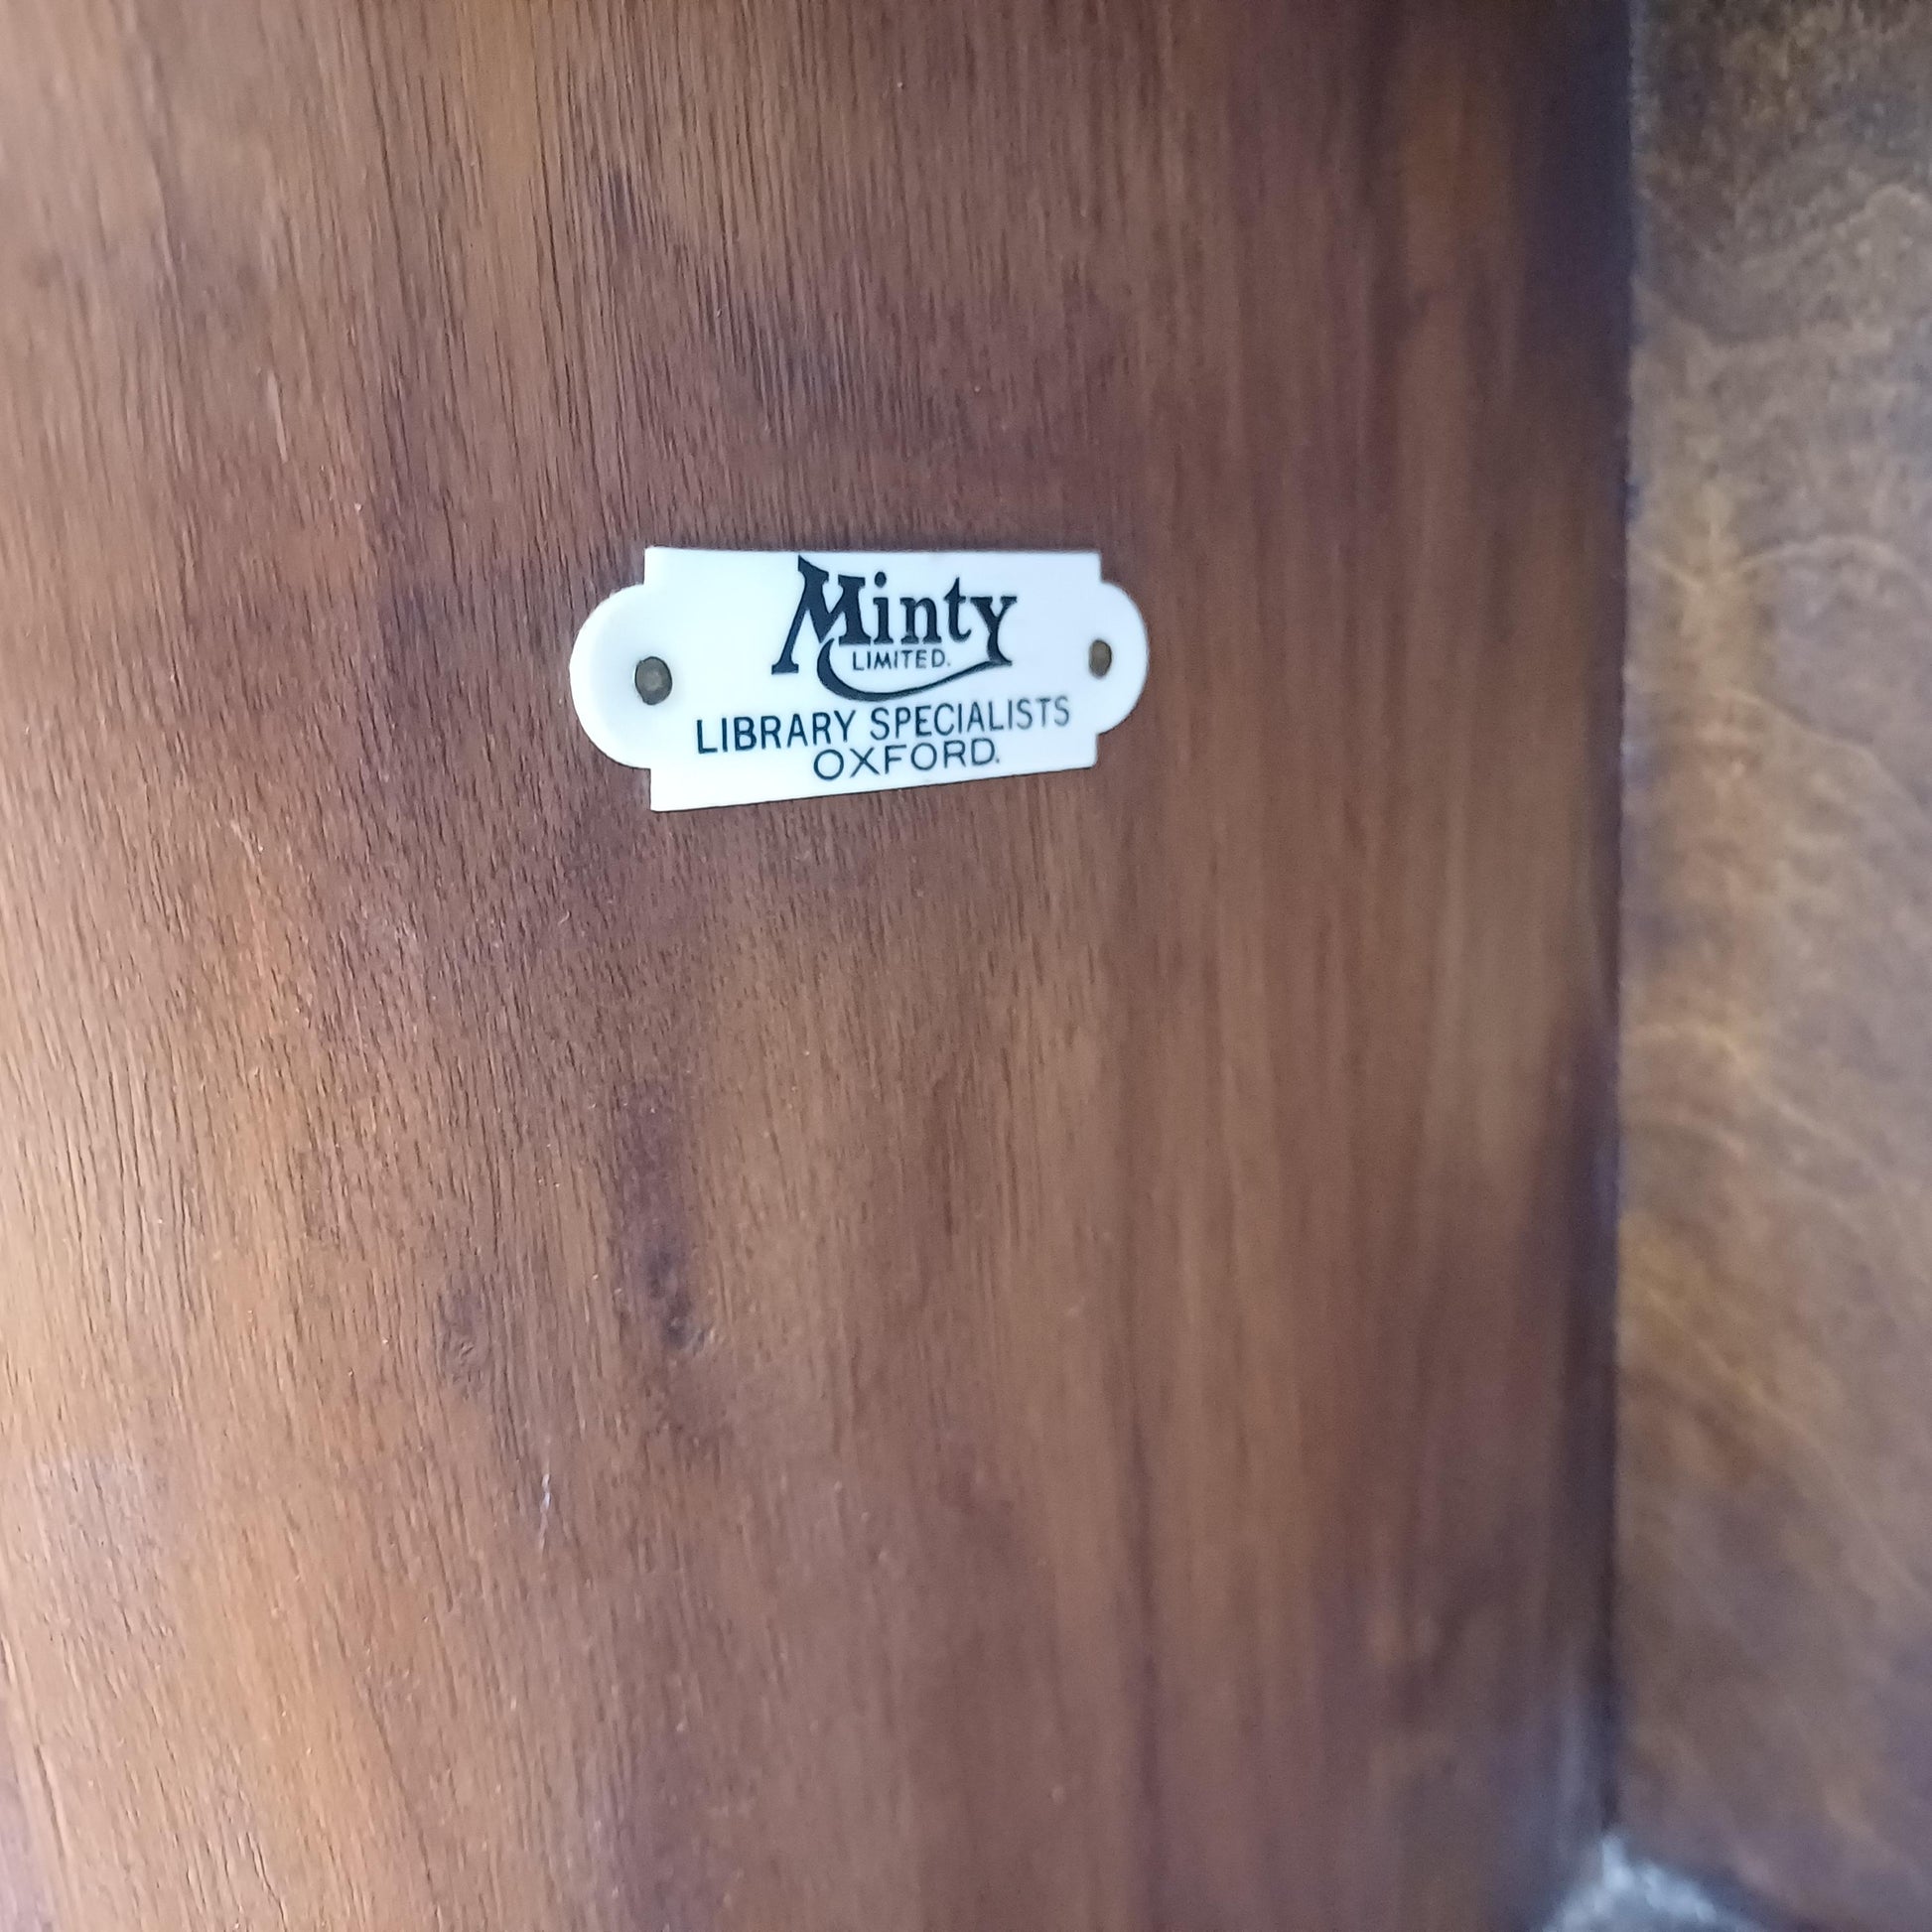 Minty
LIMITED.
LIBRARY SPECIALISTS
OXFORD.